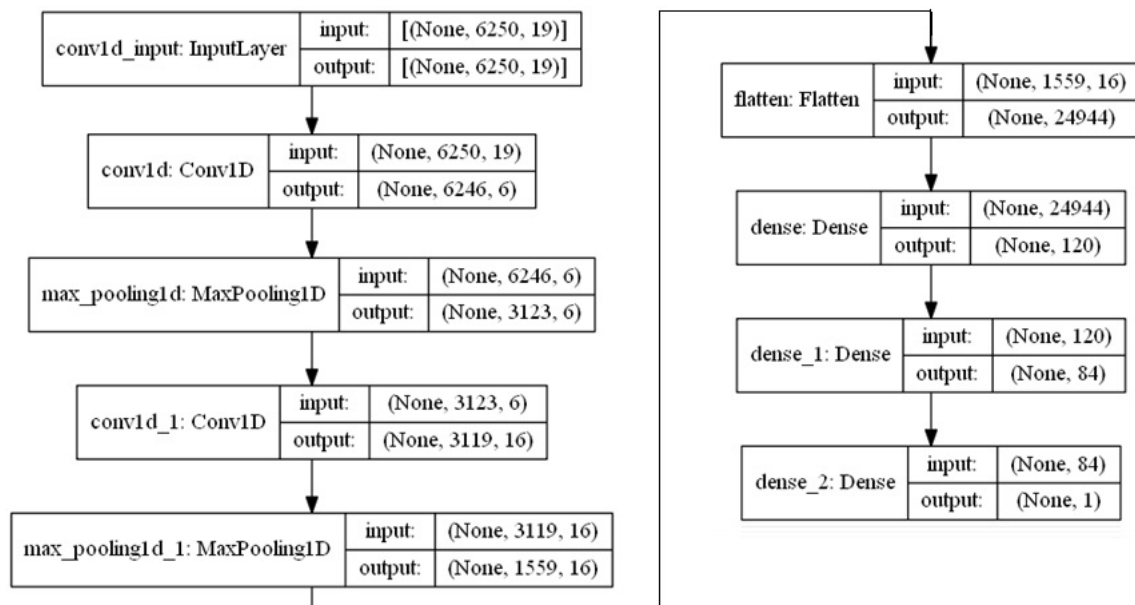 conv1d_input: InputLayer
input: [(None, 6250, 19)]
output: [(None, 6250, 19)]
conv1d: Conv1D
input: (None, 6250, 19)
output: (None, 6246, 6)
max_pooling1d: MaxPooling1D
input: (None, 6246, 6)
output: (None, 3123, 6)
conv1d_1: Conv1D
input: (None, 3123, 6)
output: (None, 3119, 16)
max_pooling1d_1: MaxPooling1D
input: (None, 3119, 16)
output: (None, 1559, 16)
flatten: Flatten
input: (None, 1559, 16)
output: (None, 24944)
dense: Dense
input: (None, 24944)
output: (None, 120)
dense_1: Dense
input: (None, 120)
output: (None, 84)
dense_2: Dense
input: (None, 84)
output: (None, 1)